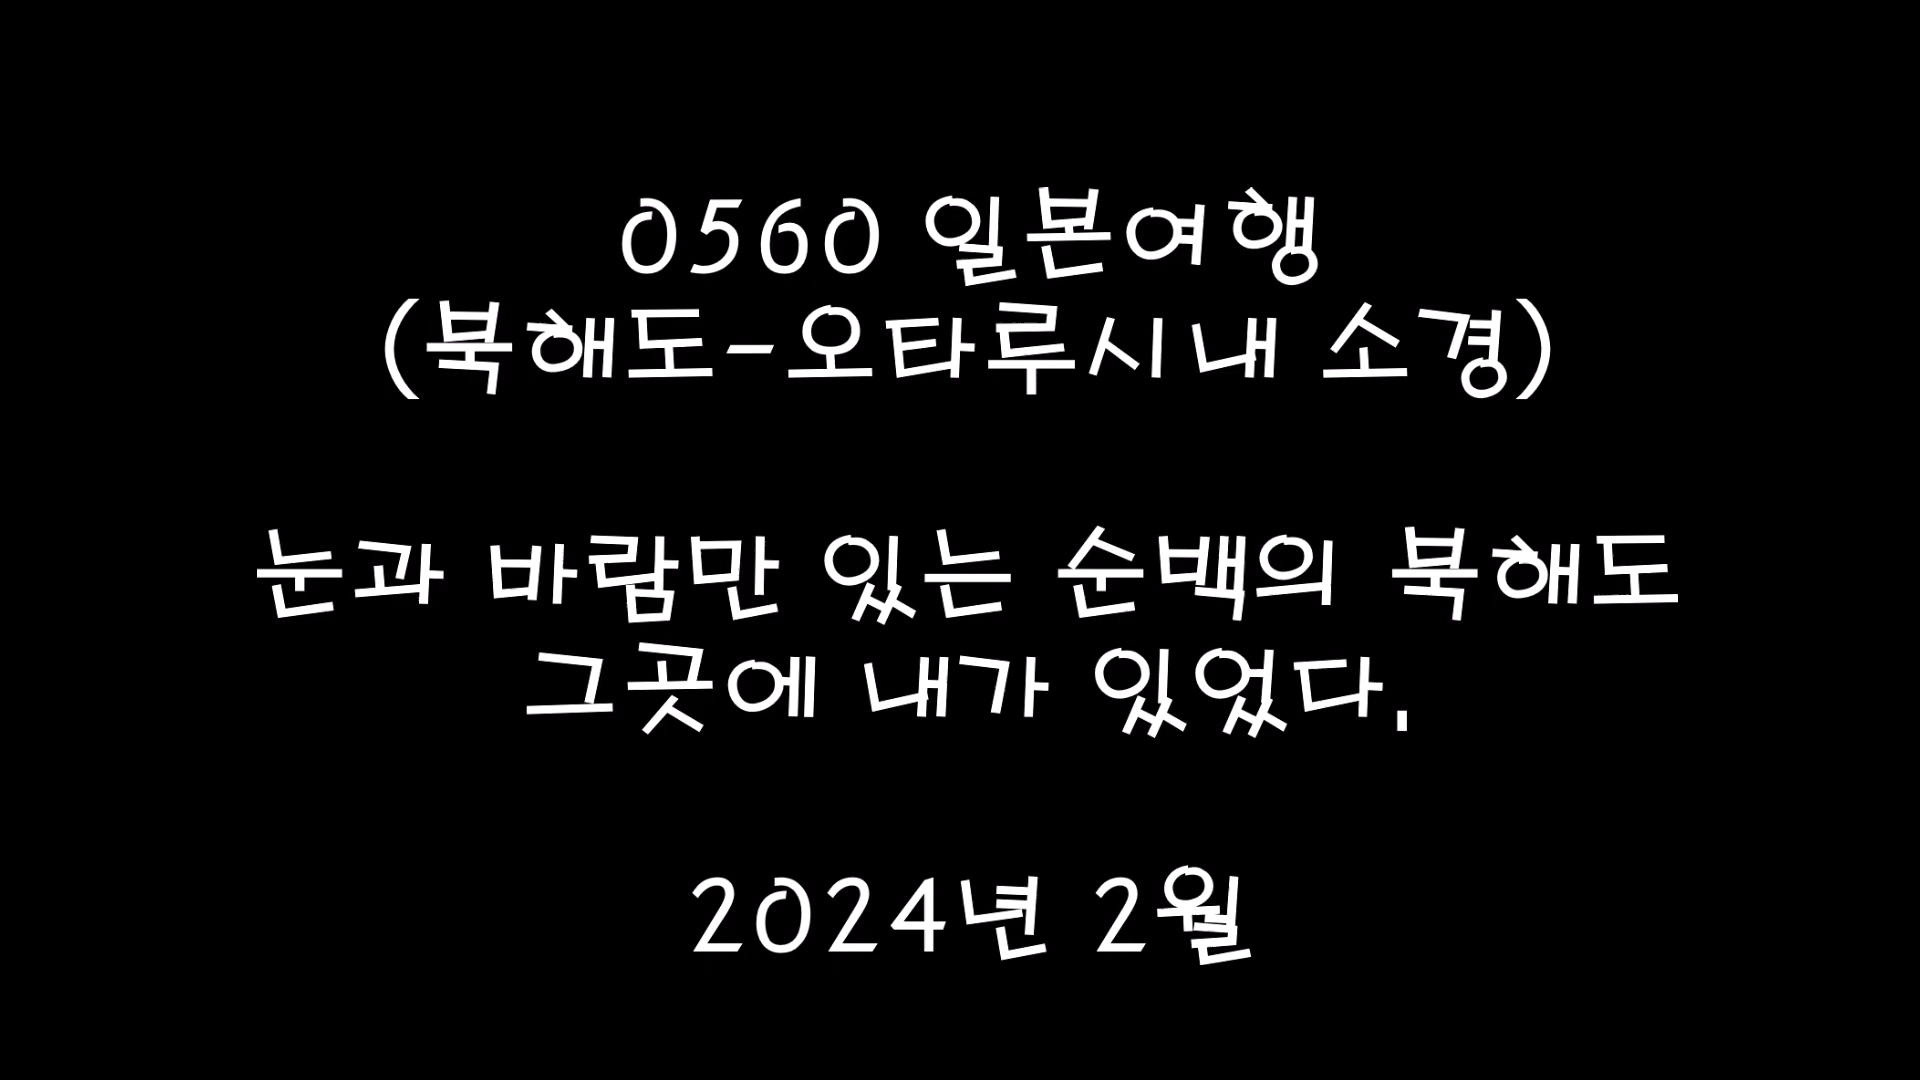 0560 일본여행
(북해도-오타루시내 소경)
눈과 바람만 있는 순백의 북해도
그곳에 내가 있었다.
2024년 2월